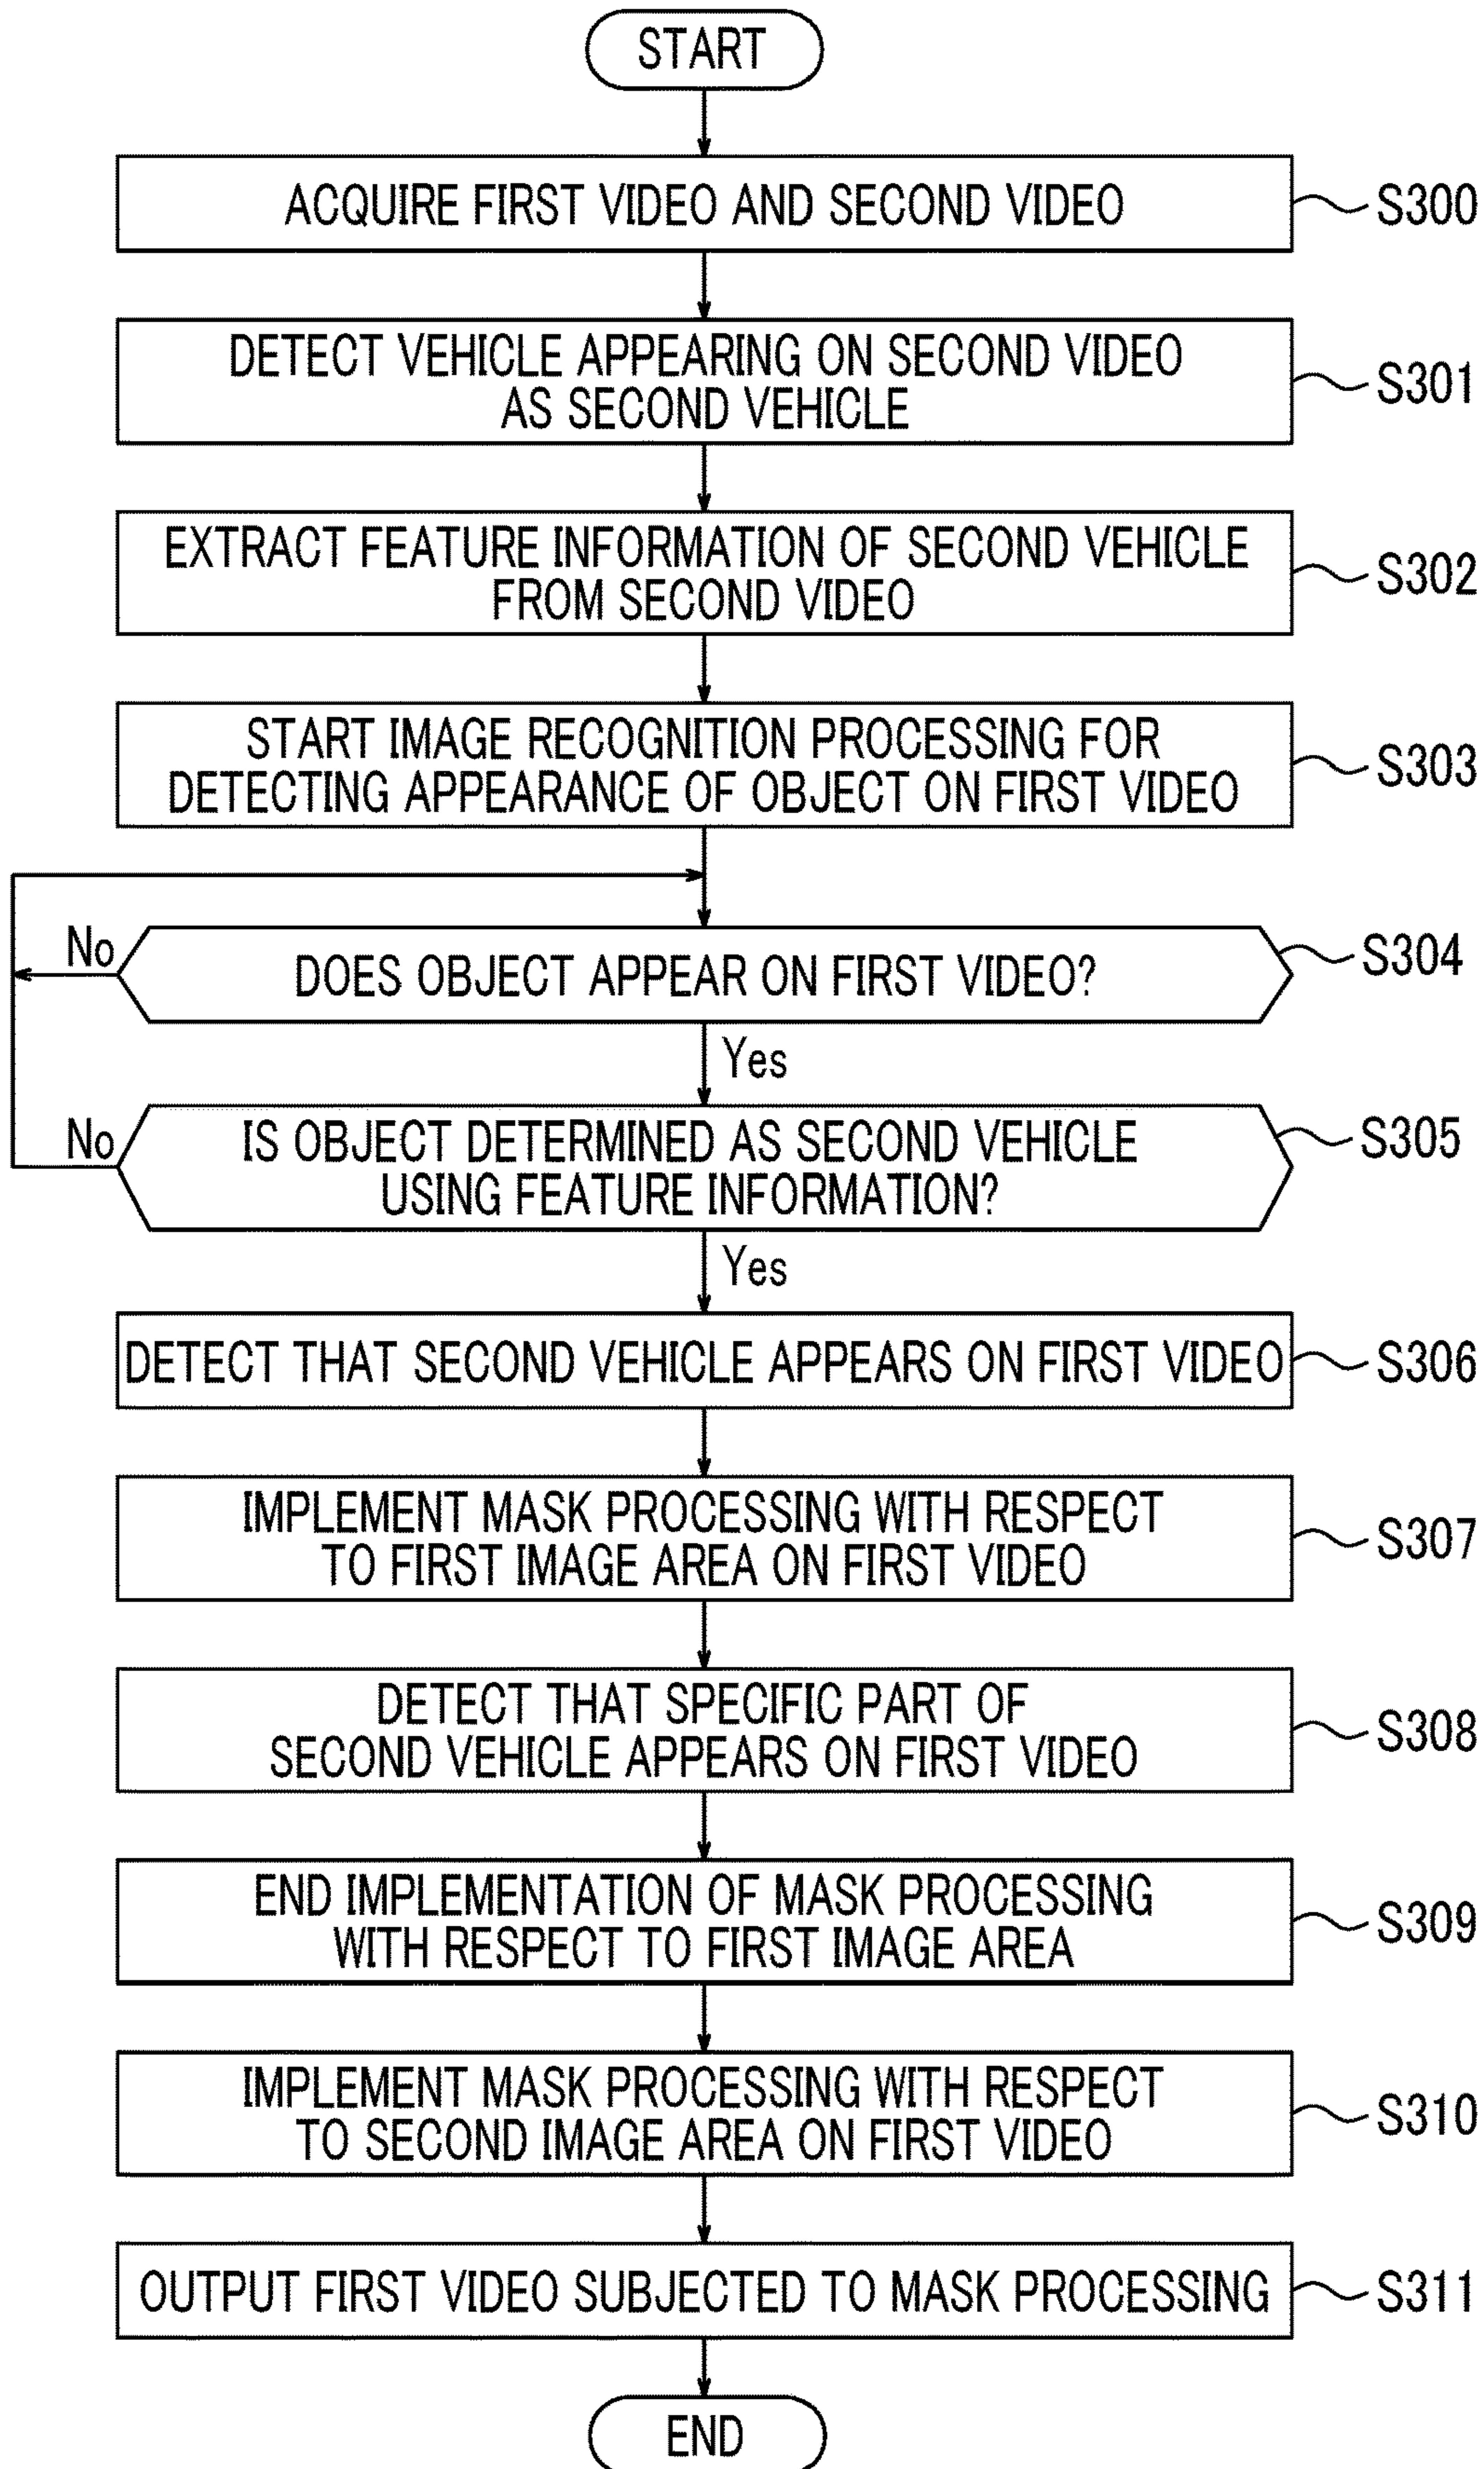 START
ACQUIRE FIRST VIDEO AND SECOND VIDEO
S300
DETECT VEHICLE APPEARING ON SECOND VIDEO
AS SECOND VEHICLE
S301
EXTRACT FEATURE INFORMATION OF SECOND VEHICLE
FROM SECOND VIDEO
S302
START IMAGE RECOGNITION PROCESSING FOR
DETECTING APPEARANCE OF OBJECT ON FIRST VIDEO
S303
No
DOES OBJECT APPEAR ON FIRST VIDEO?
S304
Yes
No
IS OBJECT DETERMINED AS SECOND VEHICLE
USING FEATURE INFORMATION?
S305
Yes
DETECT THAT SECOND VEHICLE APPEARS ON FIRST VIDEO
S306
IMPLEMENT MASK PROCESSING WITH RESPECT
TO FIRST IMAGE AREA ON FIRST VIDEO
S307
DETECT THAT SPECIFIC PART OF
SECOND VEHICLE APPEARS ON FIRST VIDEO
S308
END IMPLEMENTATION OF MASK PROCESSING
WITH RESPECT TO FIRST IMAGE AREA
S309
IMPLEMENT MASK PROCESSING WITH RESPECT
TO SECOND IMAGE AREA ON FIRST VIDEO
S310
OUTPUT FIRST VIDEO SUBJECTED TO MASK PROCESSING
S311
END